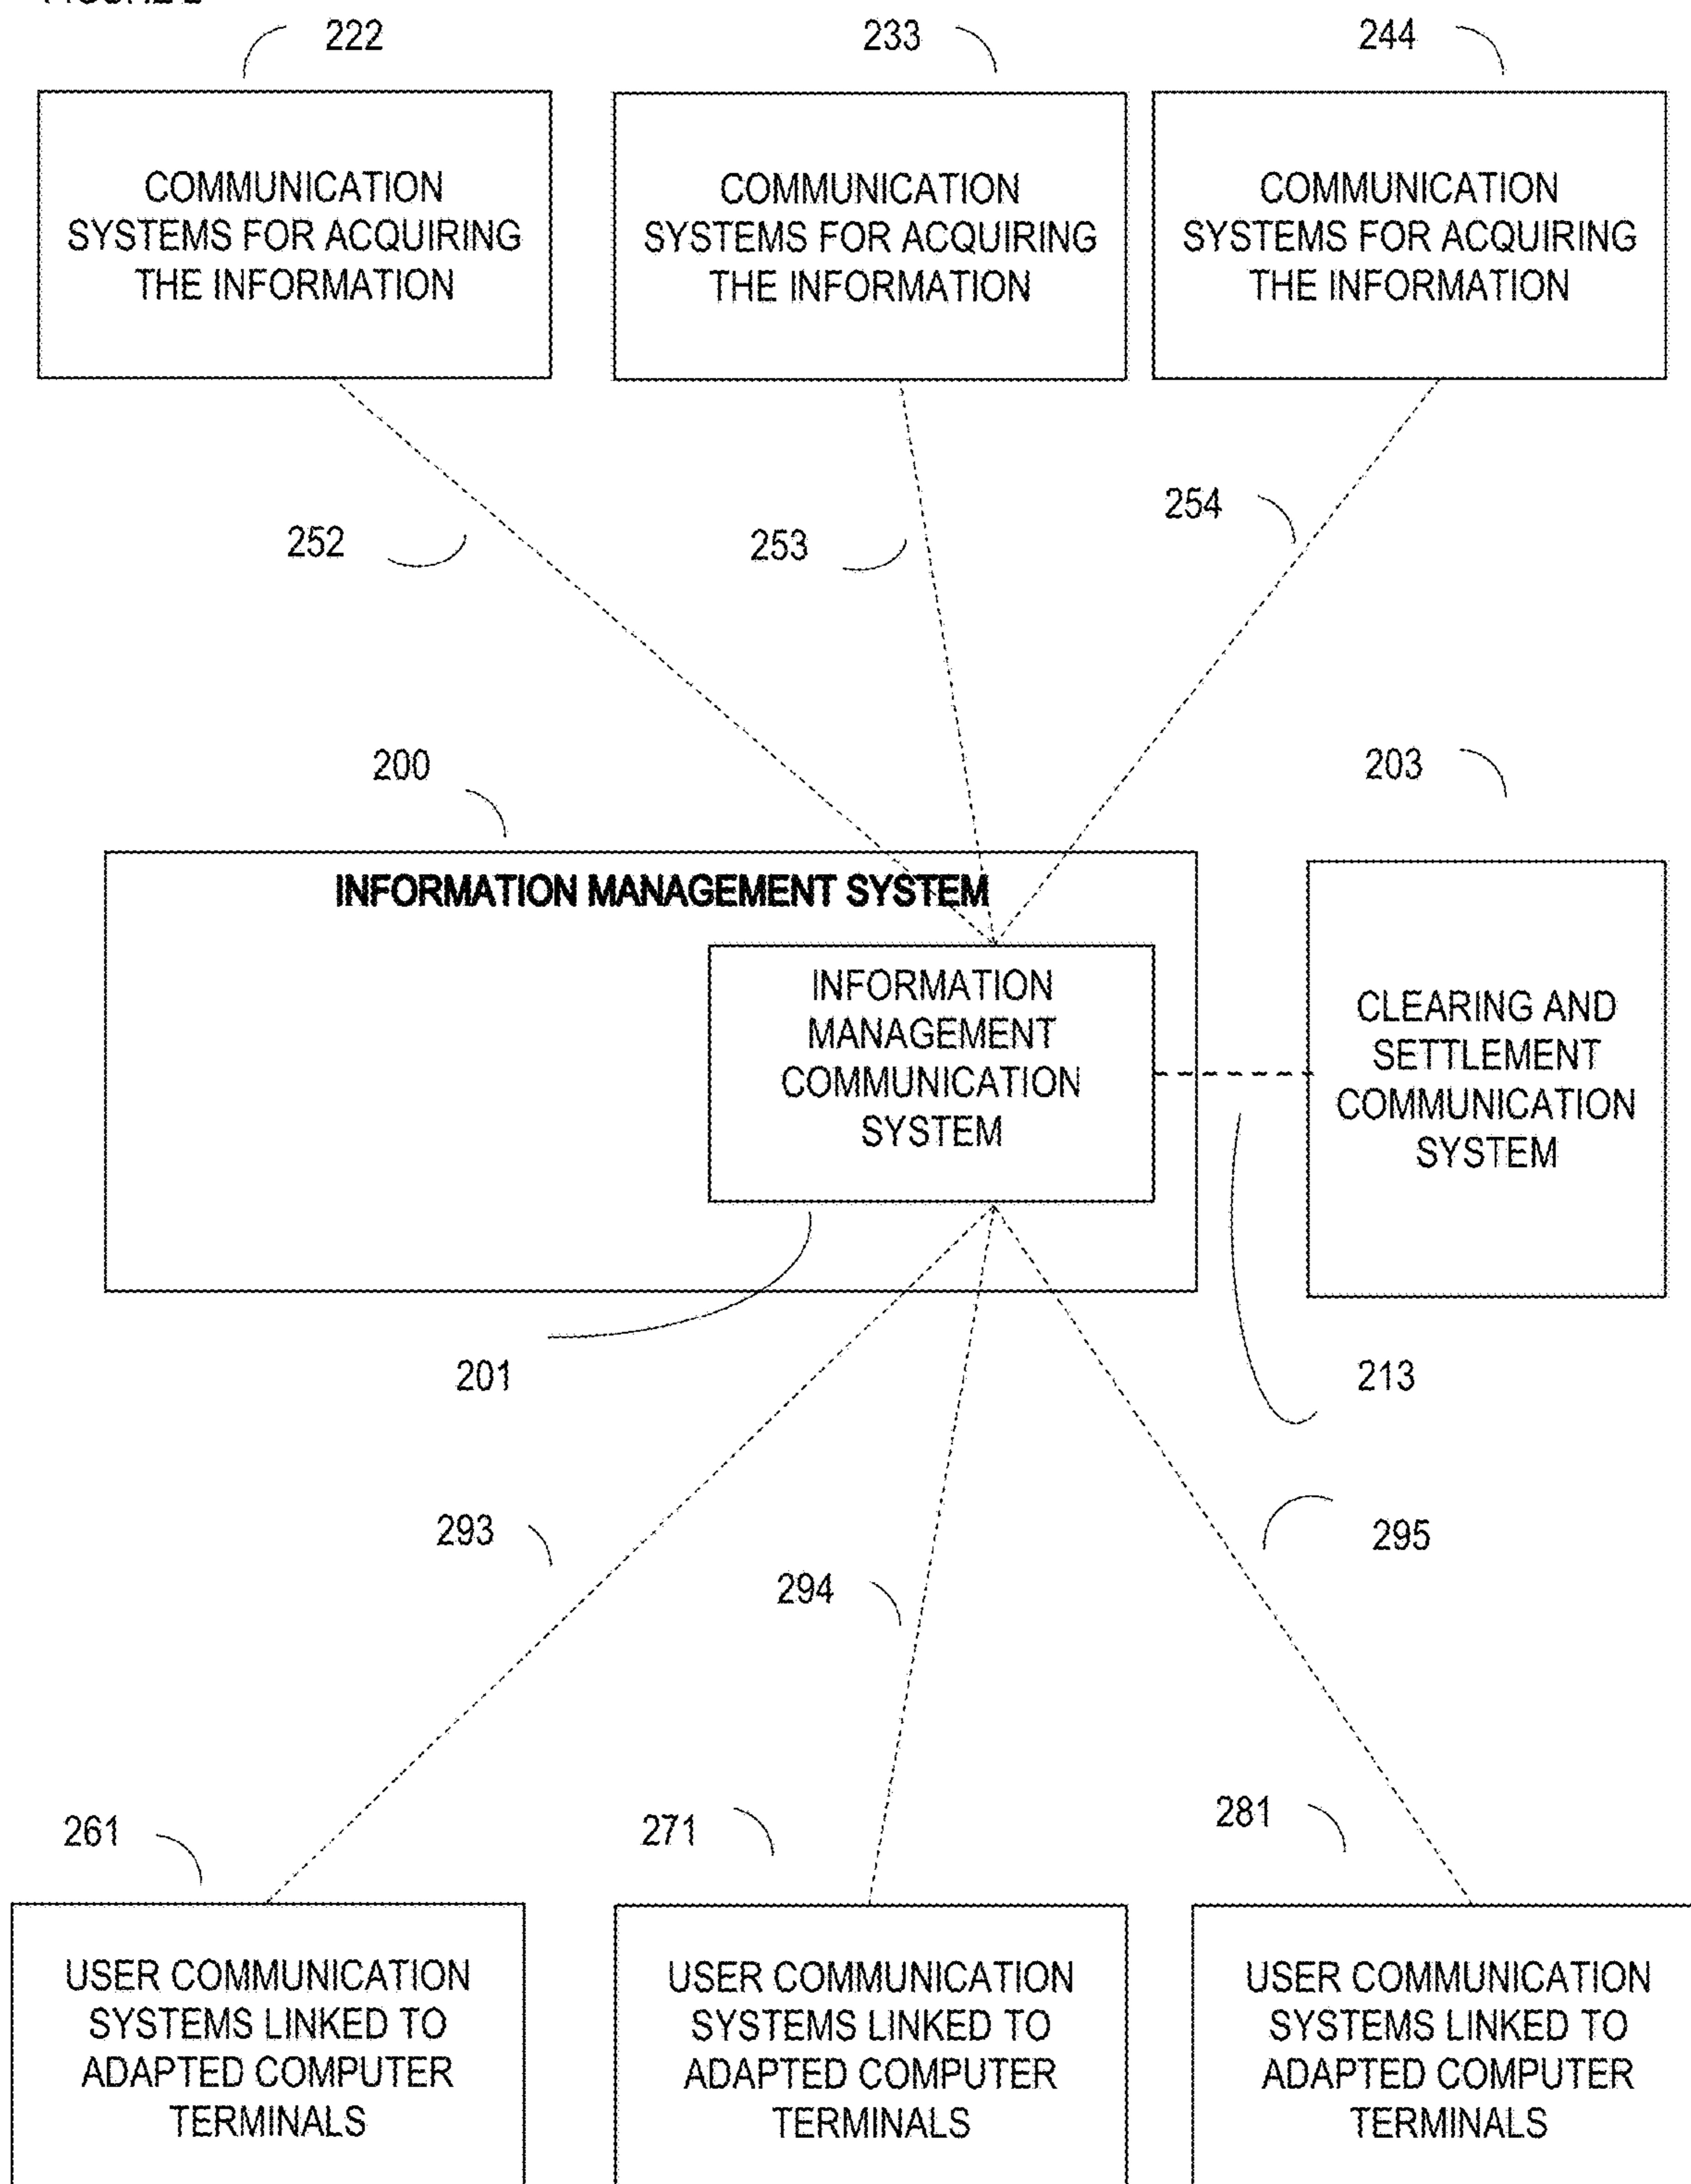 222
233
244
COMMUNICATION
SYSTEMS FOR ACQUIRING
THE INFORMATION
COMMUNICATION
SYSTEMS FOR ACQUIRING
THE INFORMATION
COMMUNICATION
SYSTEMS FOR ACQUIRING
THE INFORMATION
252
253
254
200
203
INFORMATION MANAGEMENT SYSTEM
INFORMATION
MANAGEMENT
COMMUNICATION
SYSTEM
CLEARING AND
SETTLEMENT
COMMUNICATION
SYSTEM
201
213
293
294
295
261
271
281
USER COMMUNICATION
SYSTEMS LINKED TO
ADAPTED COMPUTER
TERMINALS
USER COMMUNICATION
SYSTEMS LINKED TO
ADAPTED COMPUTER
TERMINALS
USER COMMUNICATION
SYSTEMS LINKED TO
ADAPTED COMPUTER
TERMINALS